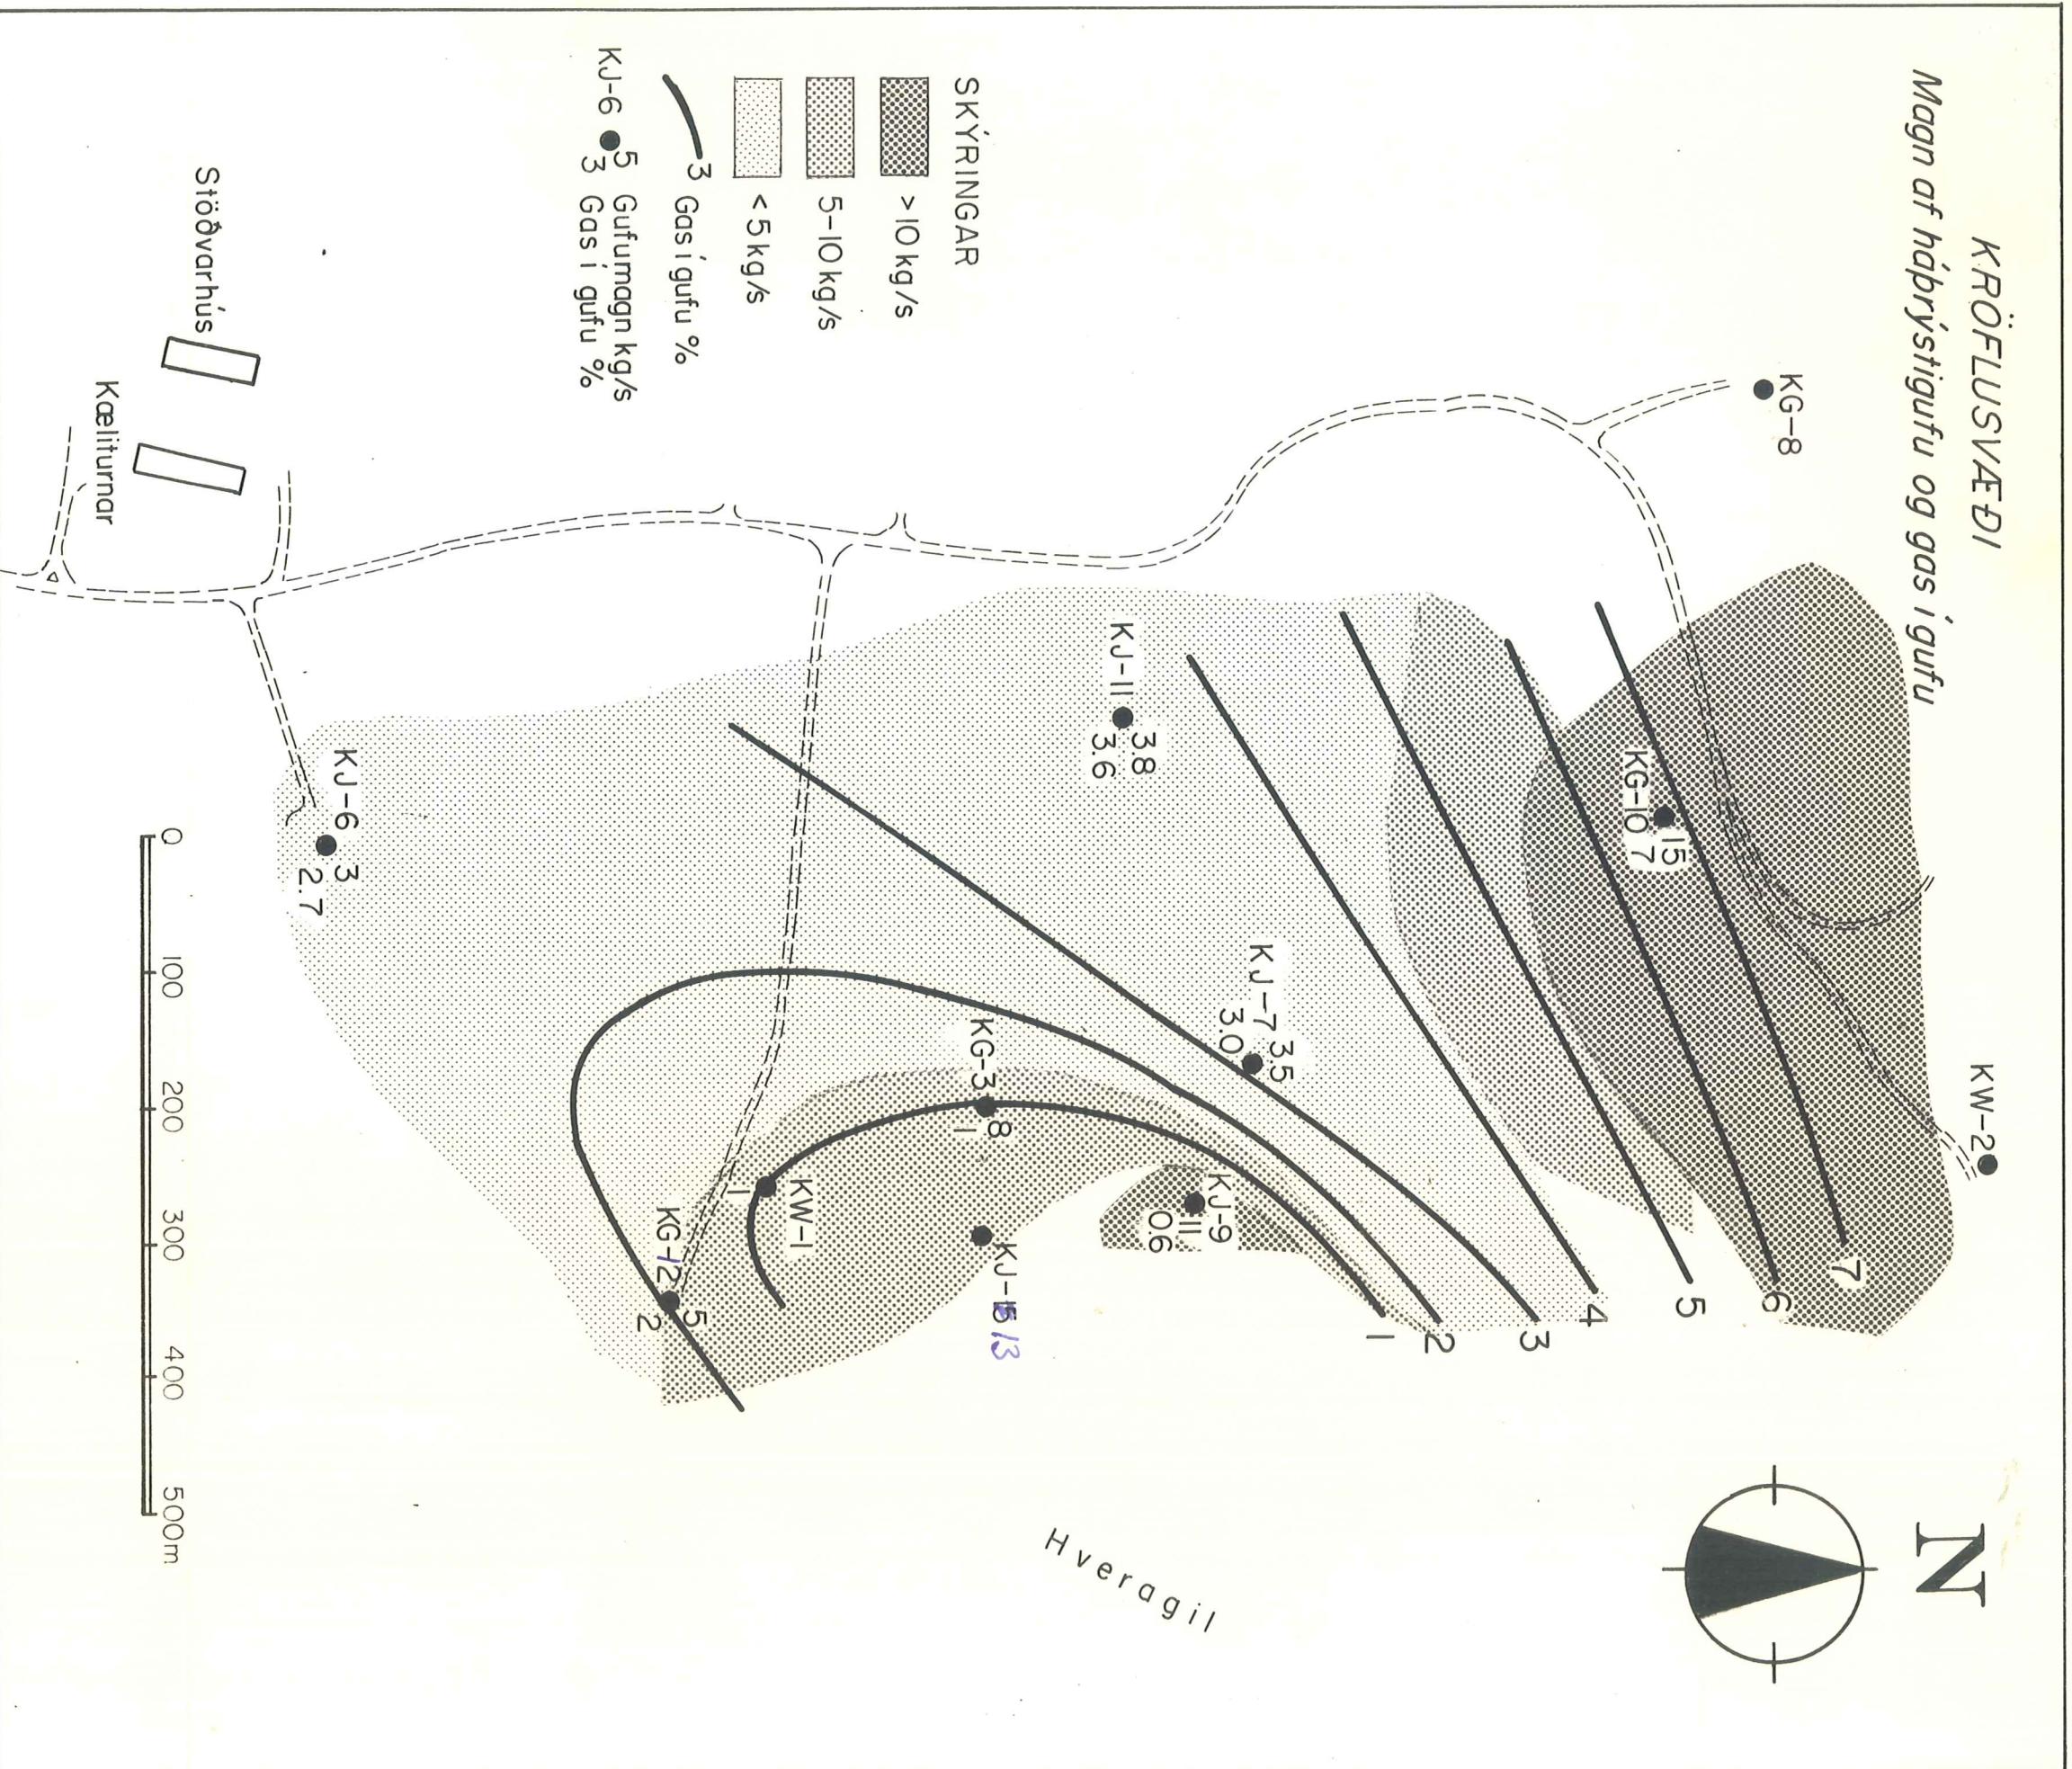 KRÖFLUSVÆÐI
Magn af háþrýstigufu og gas í gufu
KG-8
KW-2
N
SKÝRINGAR
>10 kg/s
5-10 kg/s
<5 kg/s
3 Gas í gufu %
KJ-6 5 Gufumagn kg/s
3 Gas í gufu %
KG-10 15
7
7
6
5
4
3
2
1
KJ-7 3.5
3.0
KJ-11 3.8
3.6
KJ-9
11
0.6
KG-3 8
1
KJ-15 13
KW-1
1
KG-12 5
2
KJ-6 3
2.7
Hveragil
Stöðvarhús
Kæliturnar
0 100 200 300 400 500m